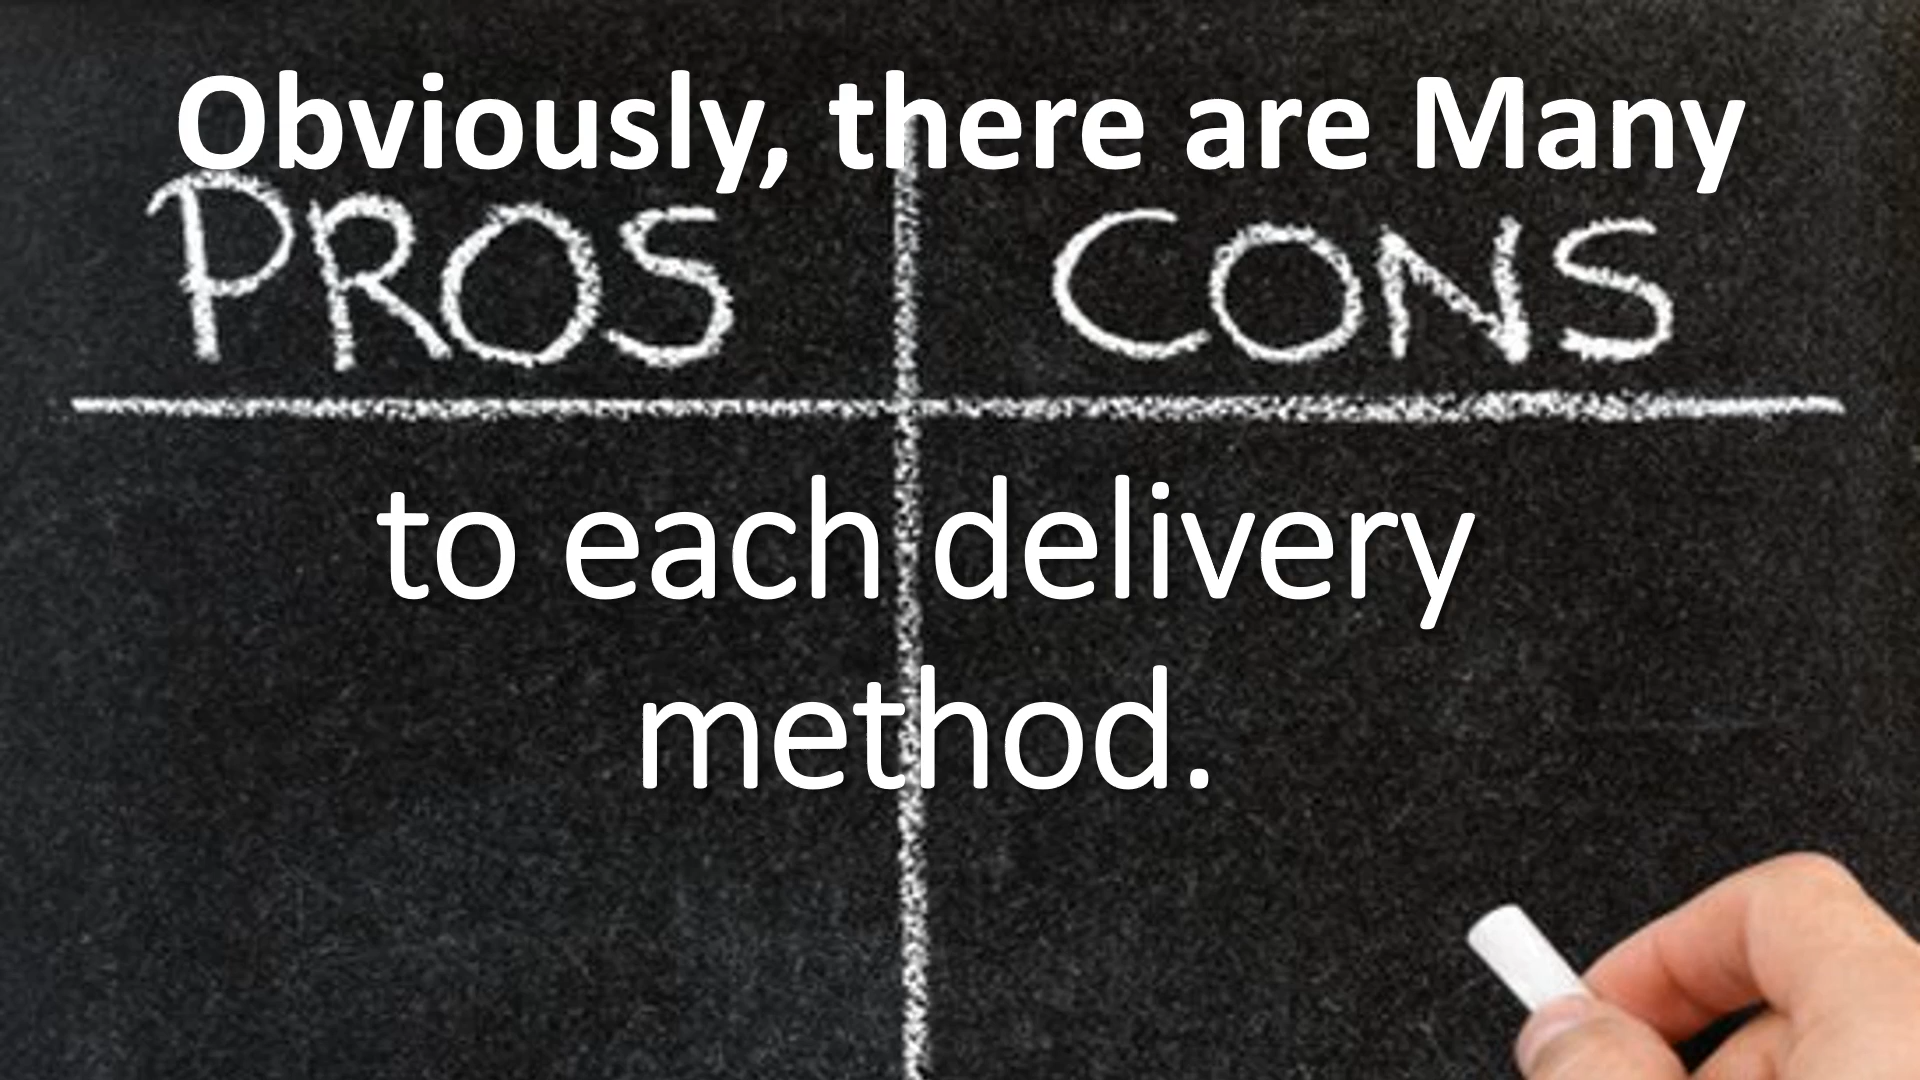 Obviously, there are Many
PROS CONS
to each delivery
method.